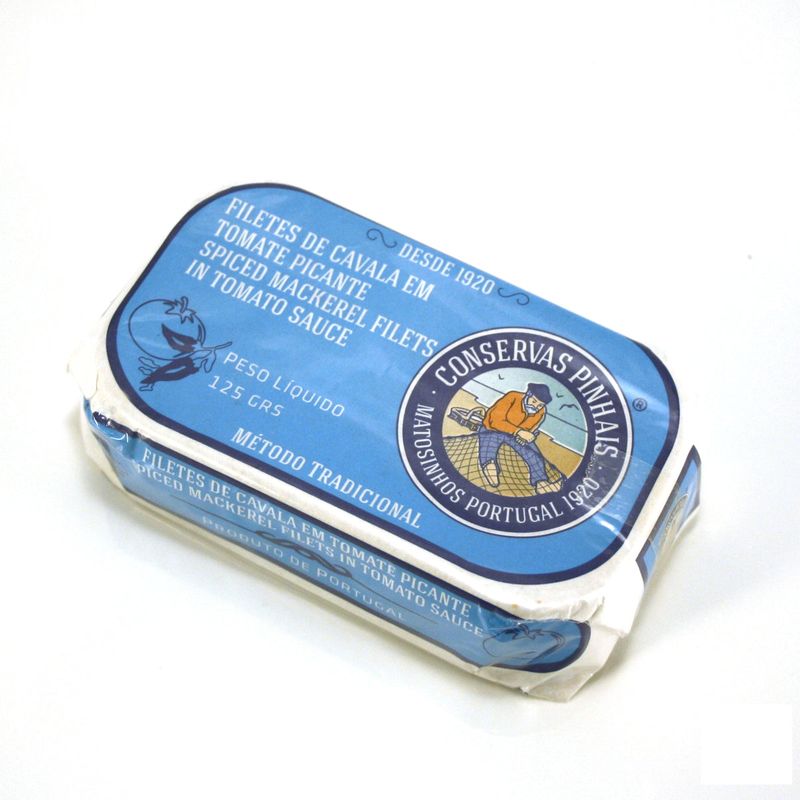 DESDE 1920
FILETES DE CAVALA EM
TOMATE PICANTE
SPICED MACKEREL FILETS
IN TOMATO SAUCE
PESO LÍQUIDO
125 GRS
MÉTODO TRADICIONAL
CONSERVAS PINHAIS
MATOSINHOS PORTUGAL 1920
®
FILETES DE CAVALA EM TOMATE PICANTE
SPICED MACKEREL FILETS IN TOMATO SAUCE
PRODUTO DE PORTUGAL